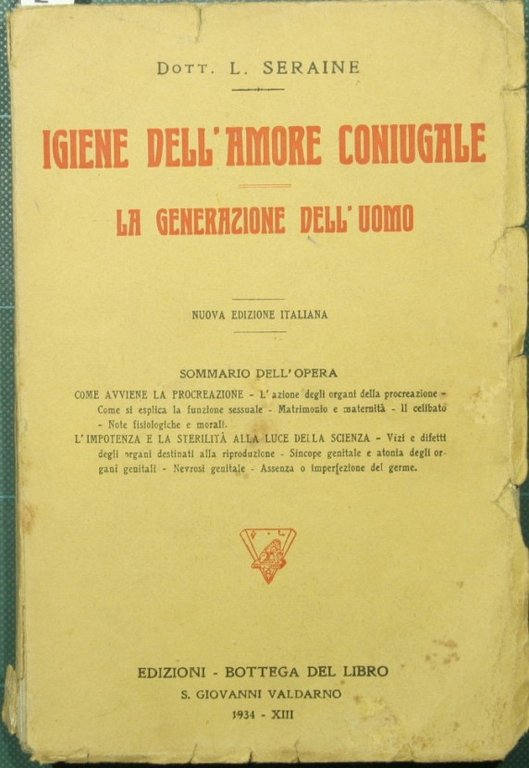 DOTT. L. SERAINE
IGIENE DELL'AMORE CONIUGALE
LA GENERAZIONE DELL'UOMO
NUOVA EDIZIONE ITALIANA
SOMMARIO DELL'OPERA
COME AVVIENE LA PROCREAZIONE - L'azione degli organi della procreazione -
Come si esplica la funzione sessuale - Matrimonio e maternità - Il celibato
- Note fisiologiche e morali.
L'IMPOTENZA E LA STERILITÀ ALLA LUCE DELLA SCIENZA - Vizi e difetti
degli organi destinati alla riproduzione - Sincope genitale e atonia degli or-
gani genitali - Nevrosi genitale - Assenza o imperfezione del germe.
EDIZIONI - BOTTEGA DEL LIBRO
S. GIOVANNI VALDARNO
1934 - XIII